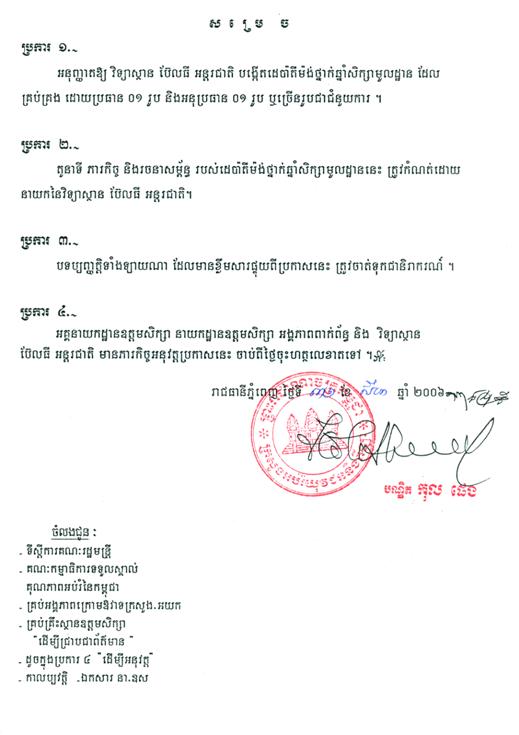 ស រ ម្រេ ច
ប្រការ ១.~
អនុញ្ញាតឱ្យ វិទ្យាស្ថាន ប៊ែលធី អន្តរជាតិ បង្កើតដេប៉ាតឺម៉ង់ថ្នាក់ឆ្នាំសិក្សាមូលដ្ឋាន ដែល
គ្រប់គ្រង ដោយប្រធាន ០១ រូប និងអនុប្រធាន ០១ រូប ឬច្រើនរូបជាជំនួយការ ។
ប្រការ ២.~
តួនាទី ភារកិច្ច និងរចនាសម្ព័ន្ធ របស់ដេប៉ាតឺម៉ង់ថ្នាក់ឆ្នាំសិក្សាមូលដ្ឋាននេះ ត្រូវកំណត់ដោយ
នាយកនៃវិទ្យាស្ថាន ប៊ែលធី អន្តរជាតិ។
ប្រការ ៣.~
បទប្បញ្ញត្តិទាំងឡាយណា ដែលមានខ្លឹមសារផ្ទុយពីប្រកាសនេះ ត្រូវចាត់ទុកជានិរាករណ៍ ។
ប្រការ ៤.~
អគ្គនាយកដ្ឋានឧត្តមសិក្សា នាយកដ្ឋានឧត្តមសិក្សា អង្គភាពពាក់ព័ន្ធ និង វិទ្យាស្ថាន
ប៊ែលធី អន្តរជាតិ មានភារកិច្ចអនុវត្តប្រកាសនេះ ចាប់ពីថ្ងៃចុះហត្ថលេខាតទៅ ។
រាជធានីភ្នំពេញ ថ្ងៃទី ៣១ ខែ សីហា ឆ្នាំ ២០០៦
បណ្ឌិត កុល ផេង
ចំលងជូន :
- ទីស្តីការគណៈរដ្ឋមន្ត្រី
- គណៈកម្មាធិការទទួលស្គាល់
គុណភាពអប់រំនៃកម្ពុជា
- គ្រប់អង្គភាពក្រោមឱវាទក្រសួង.អយក
- គ្រប់គ្រឹះស្ថានឧត្តមសិក្សា
"ដើម្បីជ្រាបជាព័ត៌មាន "
- ដូចក្នុងប្រការ ៤ "ដើម្បីអនុវត្ត"
- កាលប្បវត្តិ -ឯកសារ នា.ឧស